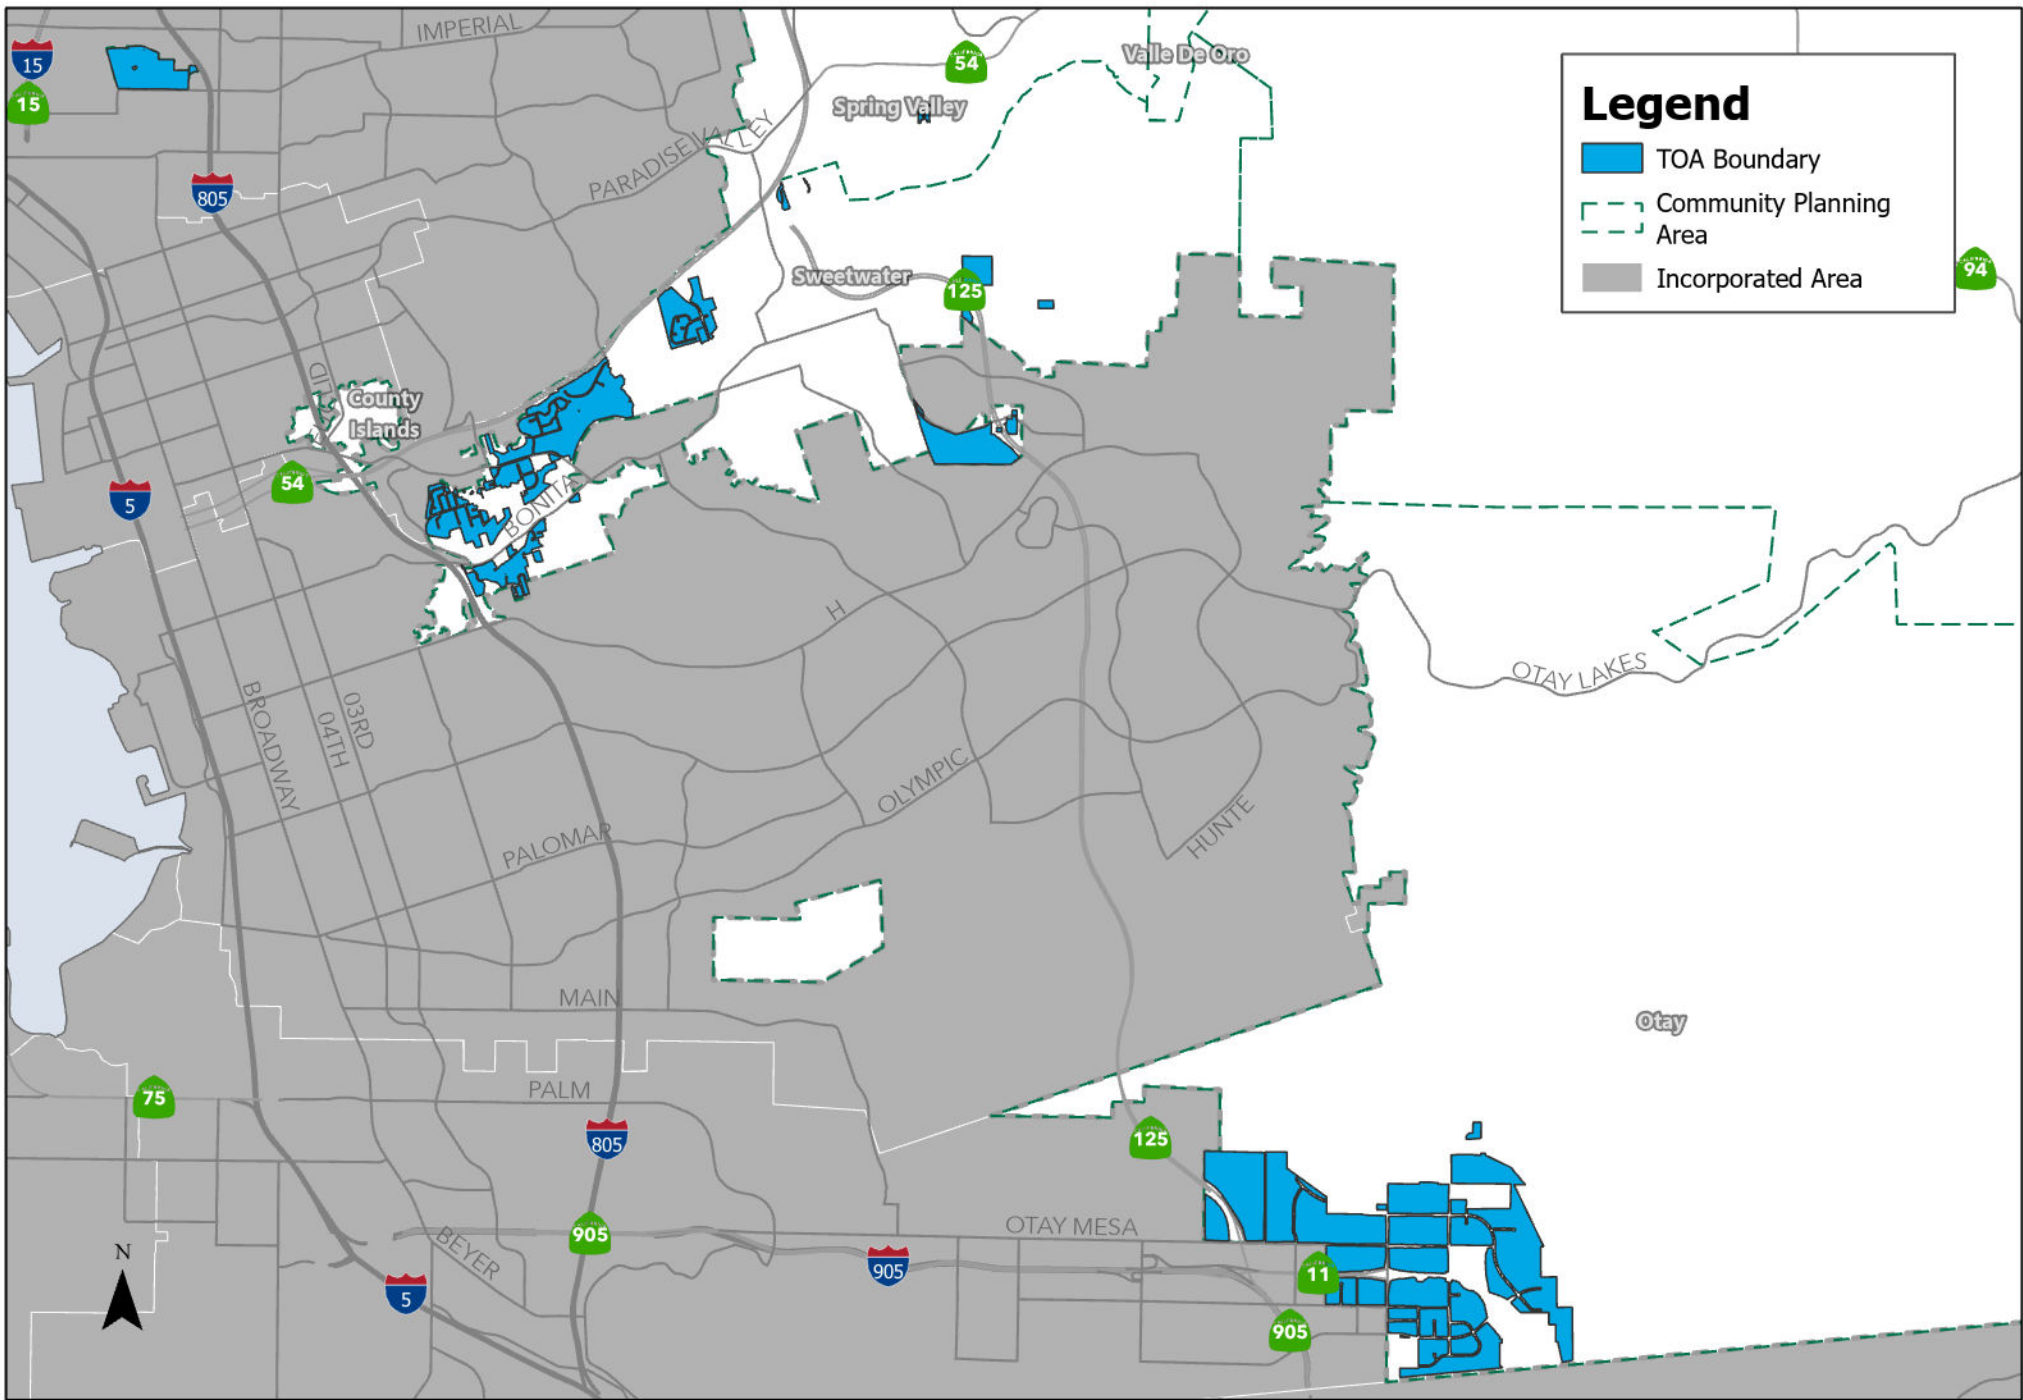 IMPERIAL
15
15
54
Valle De Oro
Spring Valley
Legend
TOA Boundary
Community Planning
Area
Incorporated Area
PARADISE VALLEY
805
Sweetwater
125
94
County
Islands
54
5
BONITA
H
OTAY LAKES
BROADWAY
03RD
04TH
OLYMPIC
HUNTE
PALOMAR
MAIN
Otay
PALM
75
805
125
OTAY MESA
905
BEYER
905
11
5
905
N